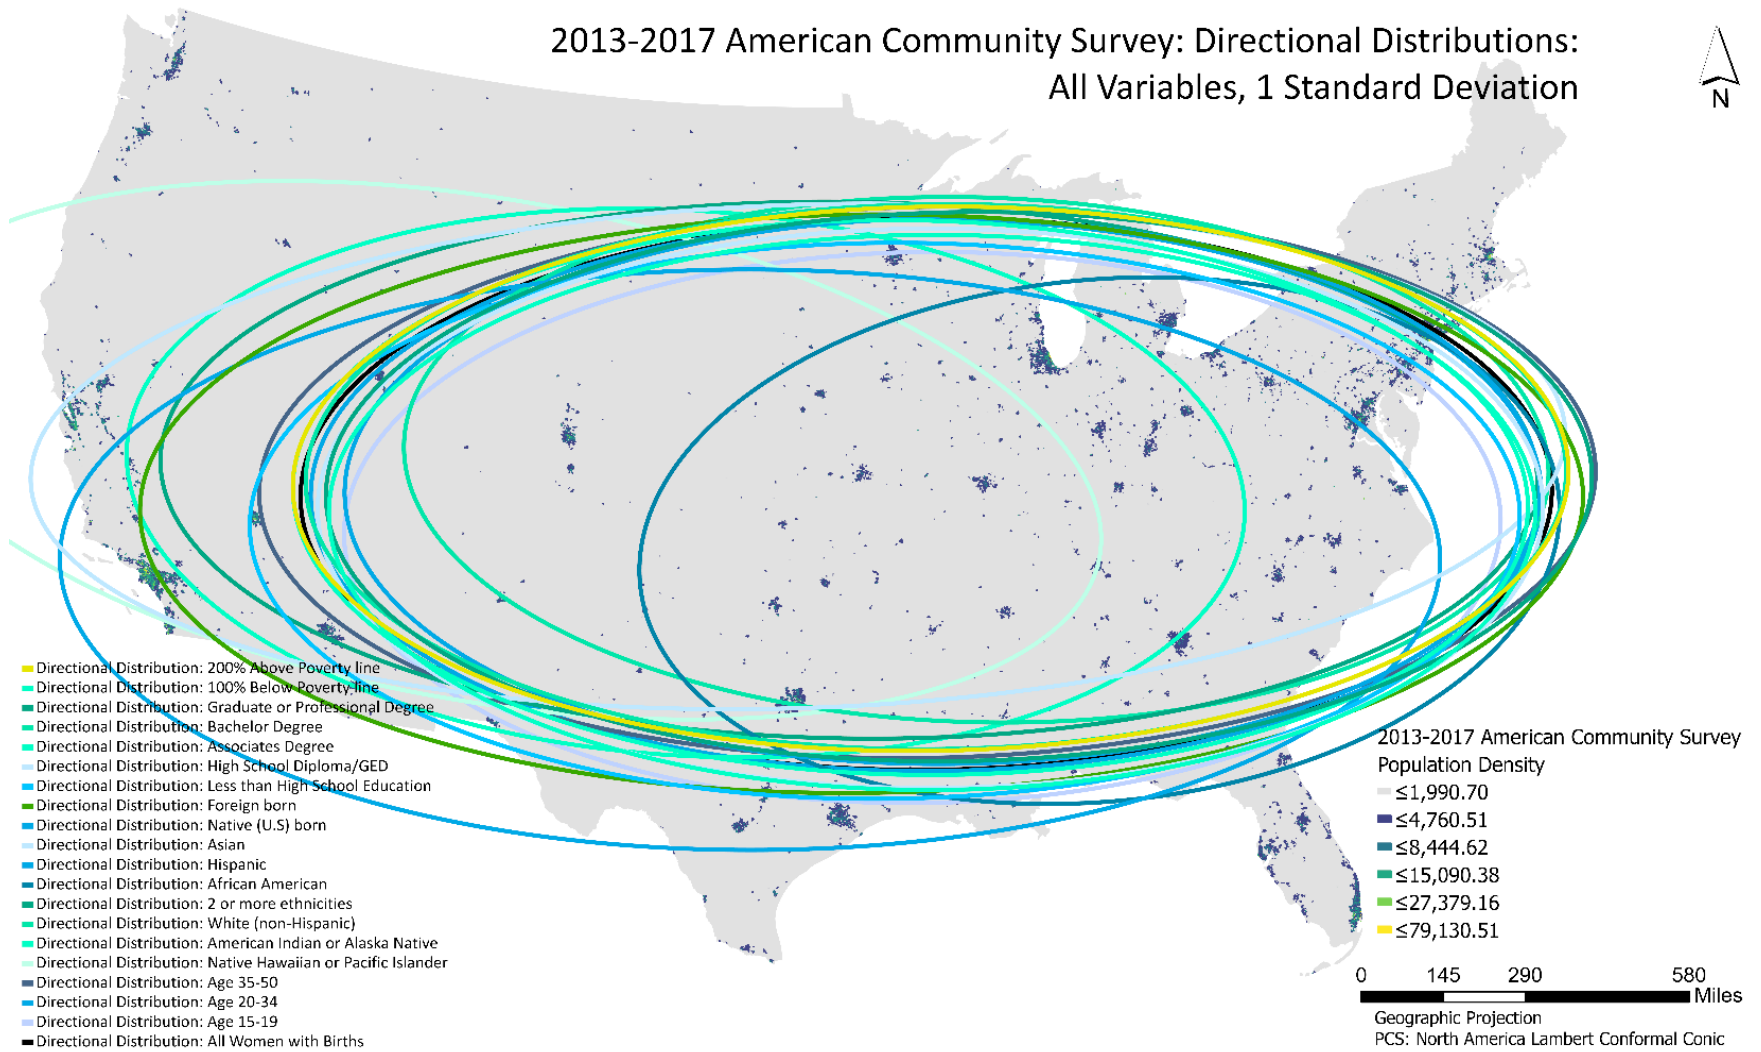 2013-2017 American Community Survey: Directional Distributions:
All Variables, 1 Standard Deviation
N
Directional Distribution: 200% Above Poverty line
Directional Distribution: 100% Below Poverty line
Directional Distribution: Graduate or Professional Degree
Directional Distribution: Bachelor Degree
Directional Distribution: Associates Degree
Directional Distribution: High School Diploma/GED
Directional Distribution: Less than High School Education
Directional Distribution: Foreign born
Directional Distribution: Native (U.S) born
Directional Distribution: Asian
Directional Distribution: Hispanic
Directional Distribution: African American
Directional Distribution: 2 or more ethnicities
Directional Distribution: White (non-Hispanic)
Directional Distribution: American Indian or Alaska Native
Directional Distribution: Native Hawaiian or Pacific Islander
Directional Distribution: Age 35-50
Directional Distribution: Age 20-34
Directional Distribution: Age 15-19
Directional Distribution: All Women with Births
2013-2017 American Community Survey
Population Density
≤1,990.70
≤4,760.51
≤8,444.62
≤15,090.38
≤27,379.16
≤79,130.51
0 145 290 580
Miles
Geographic Projection
PCS: North America Lambert Conformal Conic